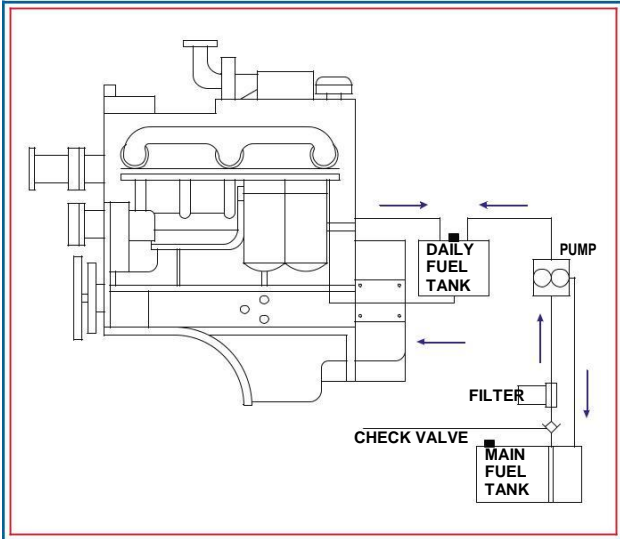 DAILY
FUEL
TANK
PUMP
FILTER
CHECK VALVE
MAIN
FUEL
TANK